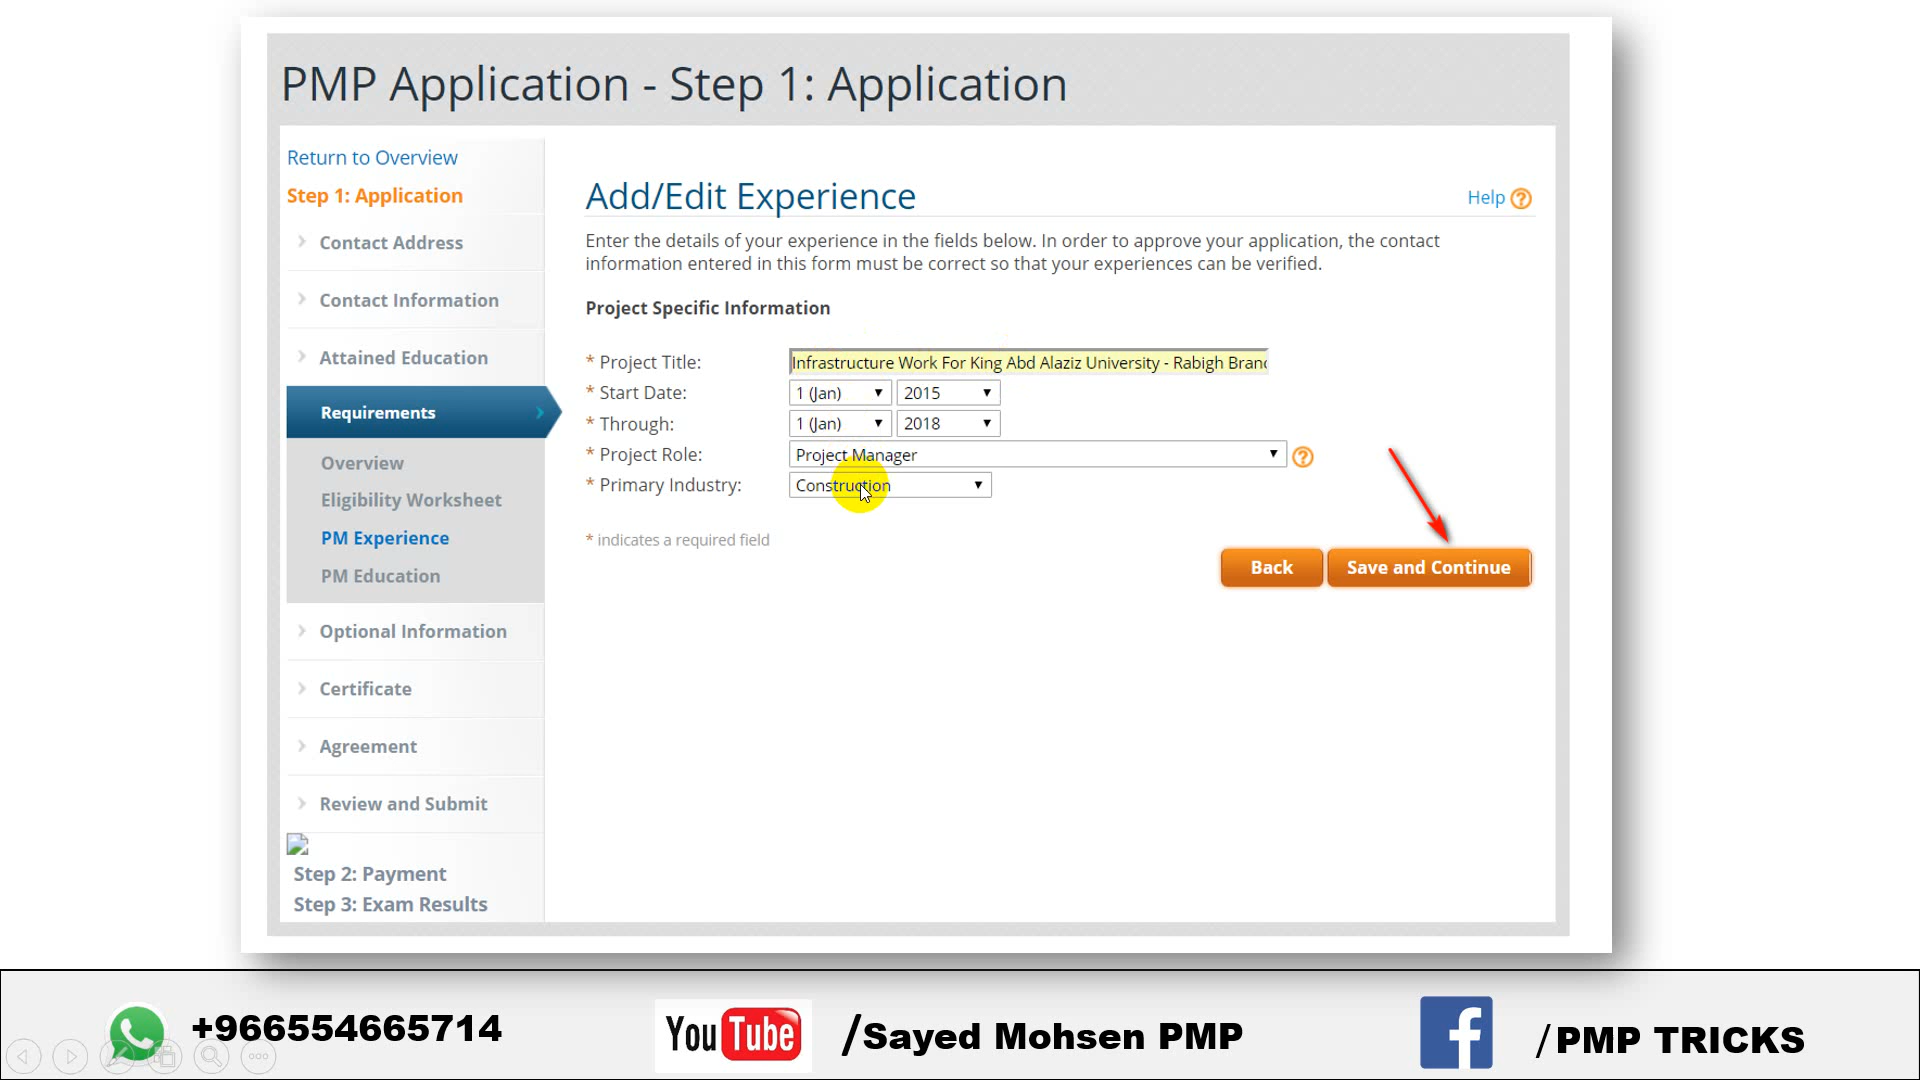 PMP Application - Step 1: Application
Return to Overview
Step 1: Application
Contact Address
Contact Information
Attained Education
Requirements
Overview
Eligibility Worksheet
PM Experience
PM Education
Optional Information
Certificate
Agreement
Review and Submit
Step 2: Payment
Step 3: Exam Results
Add/Edit Experience
Help ?
Enter the details of your experience in the fields below. In order to approve your application, the contact
information entered in this form must be correct so that your experiences can be verified.
Project Specific Information
* Project Title: Infrastructure Work For King Abd Alaziz University - Rabigh Branc
* Start Date: 1 (Jan) 2015
* Through: 1 (Jan) 2018
* Project Role: Project Manager ?
* Primary Industry: Construction
* indicates a required field
Back Save and Continue
+966554665714
YouTube /Sayed Mohsen PMP
f /PMP TRICKS